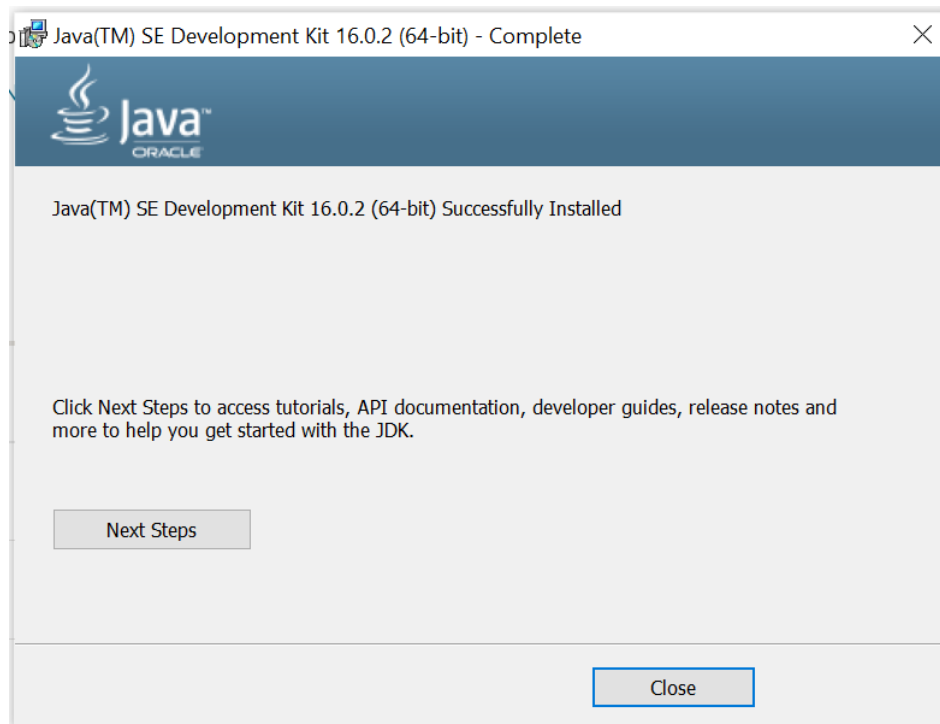 Java(TM) SE Development Kit 16.0.2 (64-bit) - Complete
Java™
ORACLE
Java(TM) SE Development Kit 16.0.2 (64-bit) Successfully Installed
Click Next Steps to access tutorials, API documentation, developer guides, release notes and
more to help you get started with the JDK.
Next Steps
Close